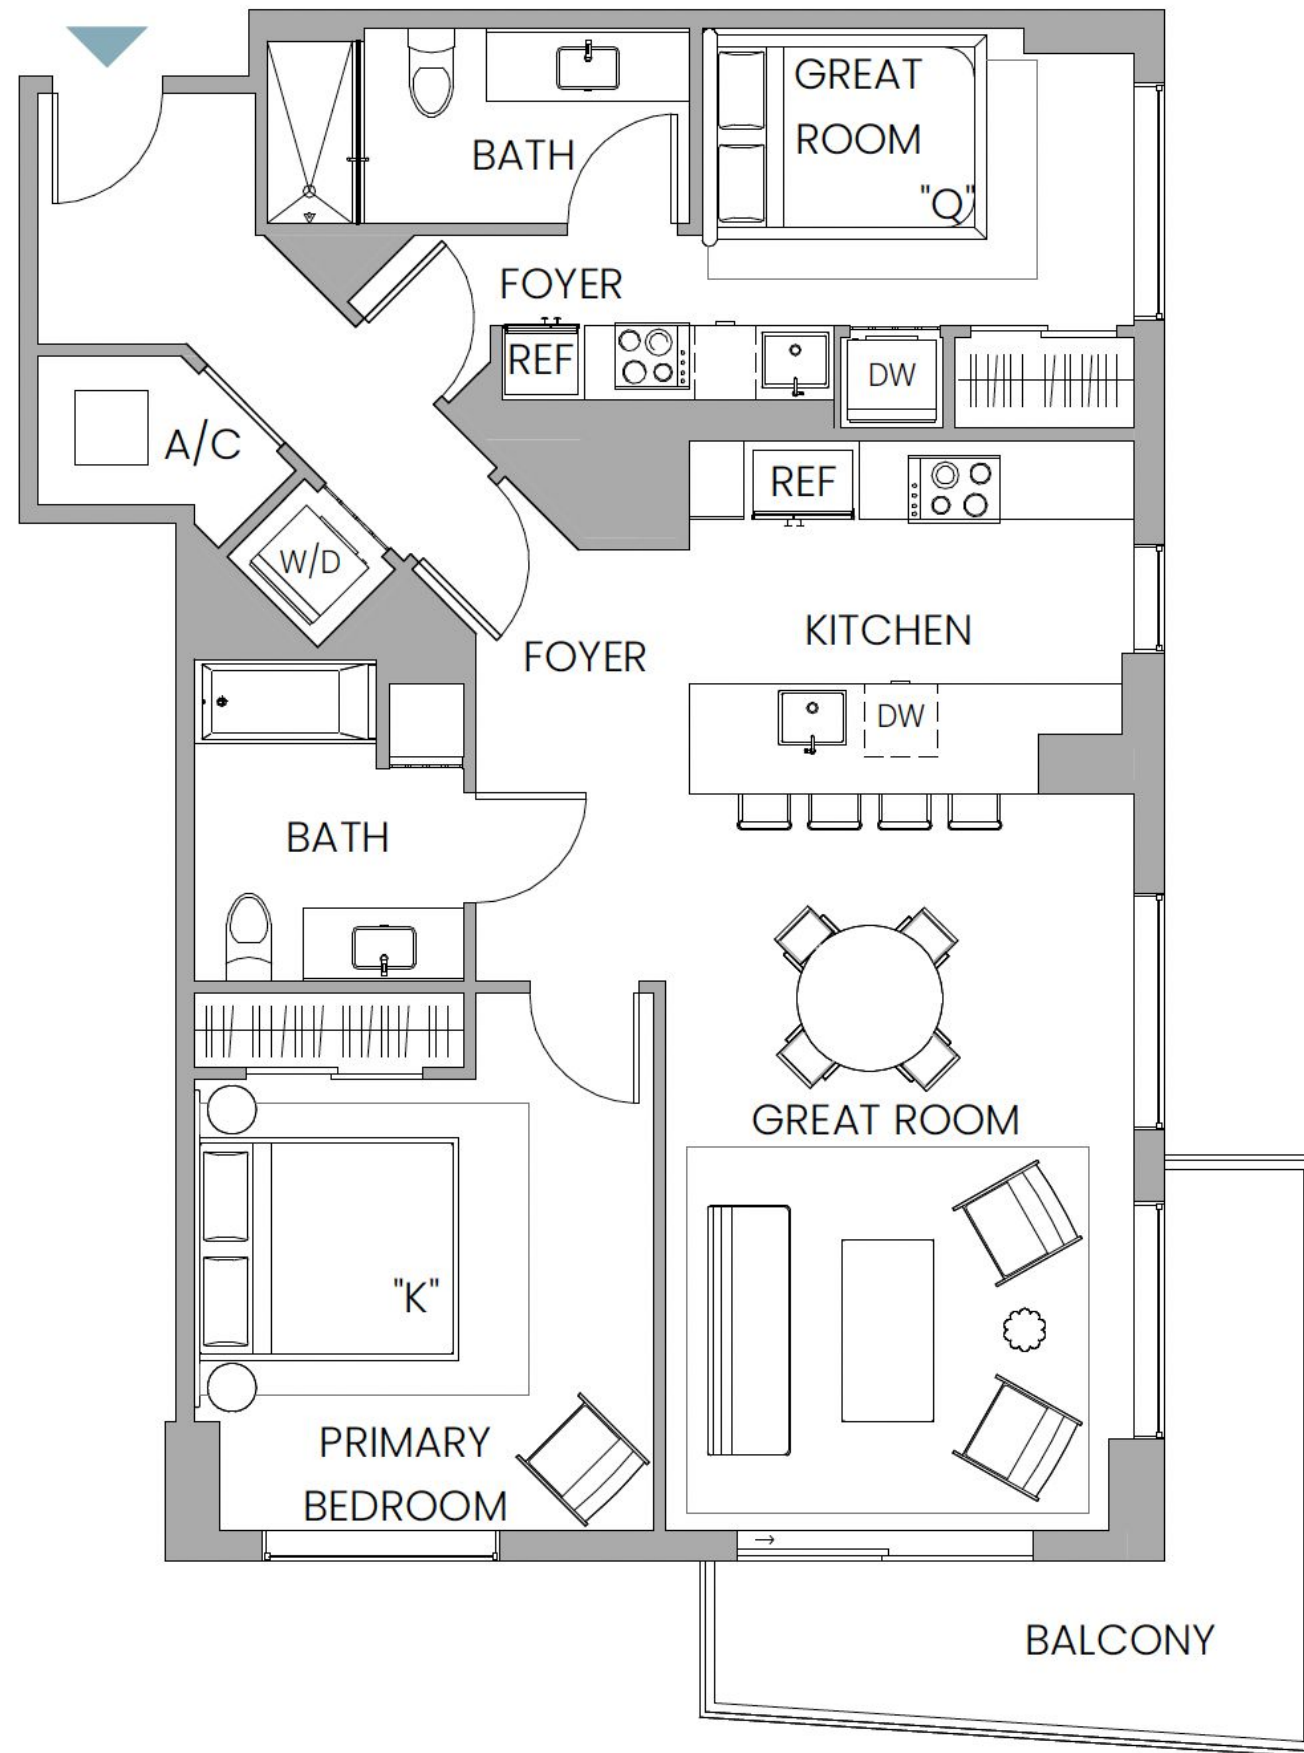 GREAT
ROOM
"Q"
BATH
FOYER
REF
DW
A/C
REF
W/D
KITCHEN
FOYER
DW
BATH
GREAT ROOM
"K"
PRIMARY
BEDROOM
BALCONY